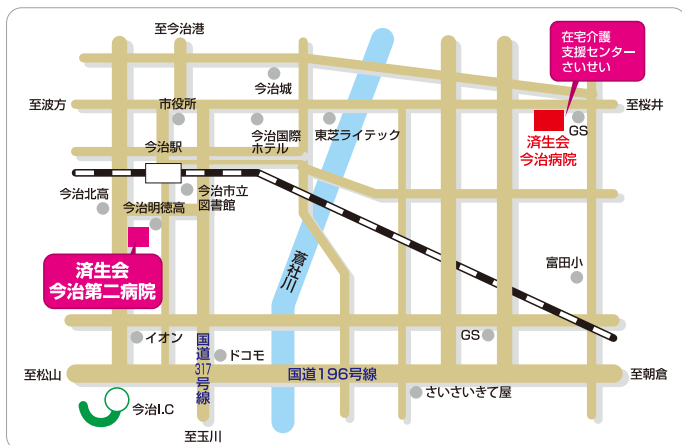 至今治港
在宅介護
支援センター
さいせい
今治城
至波方
市役所
至桜井
GS
今治国際
ホテル
東芝ライテック
済生会
今治病院
今治駅
今治北高
今治市立
図書館
今治明徳高
済生会
今治第二病院
蒼社川
富田小
イオン
国道317号線
ドコモ
GS
至松山
国道196号線
至朝倉
さいさいきて屋
今治I.C
至玉川